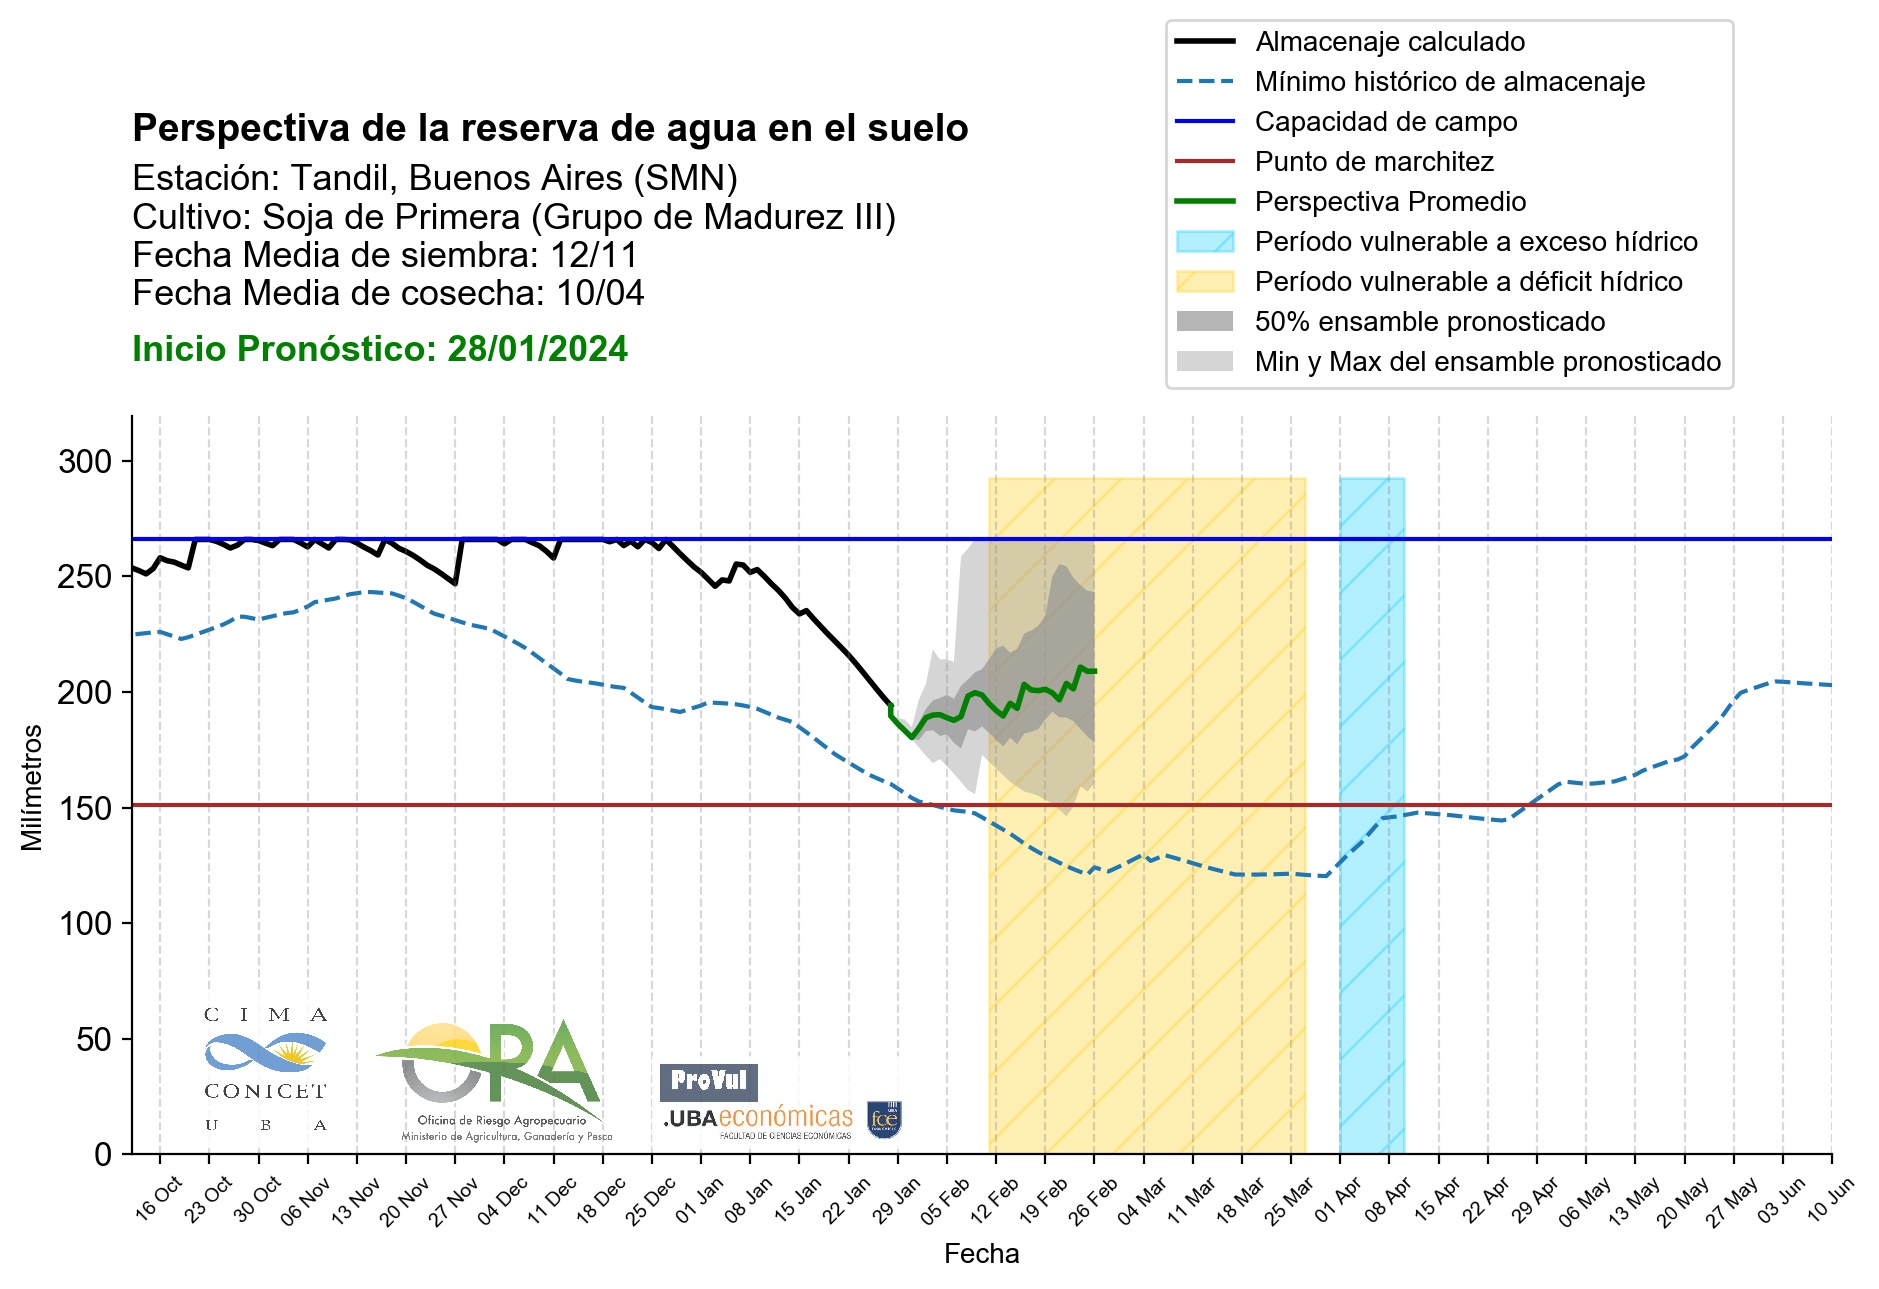 Almacenaje calculado
Mínimo histórico de almacenaje
Capacidad de campo
Punto de marchitez
Perspectiva Promedio
Período vulnerable a exceso hídrico
Período vulnerable a déficit hídrico
50% ensamble pronosticado
Min y Max del ensamble pronosticado
Perspectiva de la reserva de agua en el suelo
Estación: Tandil, Buenos Aires (SMN)
Cultivo: Soja de Primera (Grupo de Madurez III)
Fecha Media de siembra: 12/11
Fecha Media de cosecha: 10/04
Inicio Pronóstico: 28/01/2024
300
250
200
150
100
50
0
Milímetros
CIMA
CONICET
UBA
ORA
Oficina de Riesgo Agropecuario
Ministerio de Agricultura, Ganadería y Pesca
ProVul
.UBAeconómicas
FACULTAD DE CIENCIAS ECONÓMICAS
fce
16 Oct
23 Oct
30 Oct
06 Nov
13 Nov
20 Nov
27 Nov
04 Dec
11 Dec
18 Dec
25 Dec
01 Jan
08 Jan
15 Jan
22 Jan
29 Jan
05 Feb
12 Feb
19 Feb
26 Feb
04 Mar
11 Mar
18 Mar
25 Mar
01 Apr
08 Apr
15 Apr
22 Apr
29 Apr
06 May
13 May
20 May
27 May
03 Jun
10 Jun
Fecha